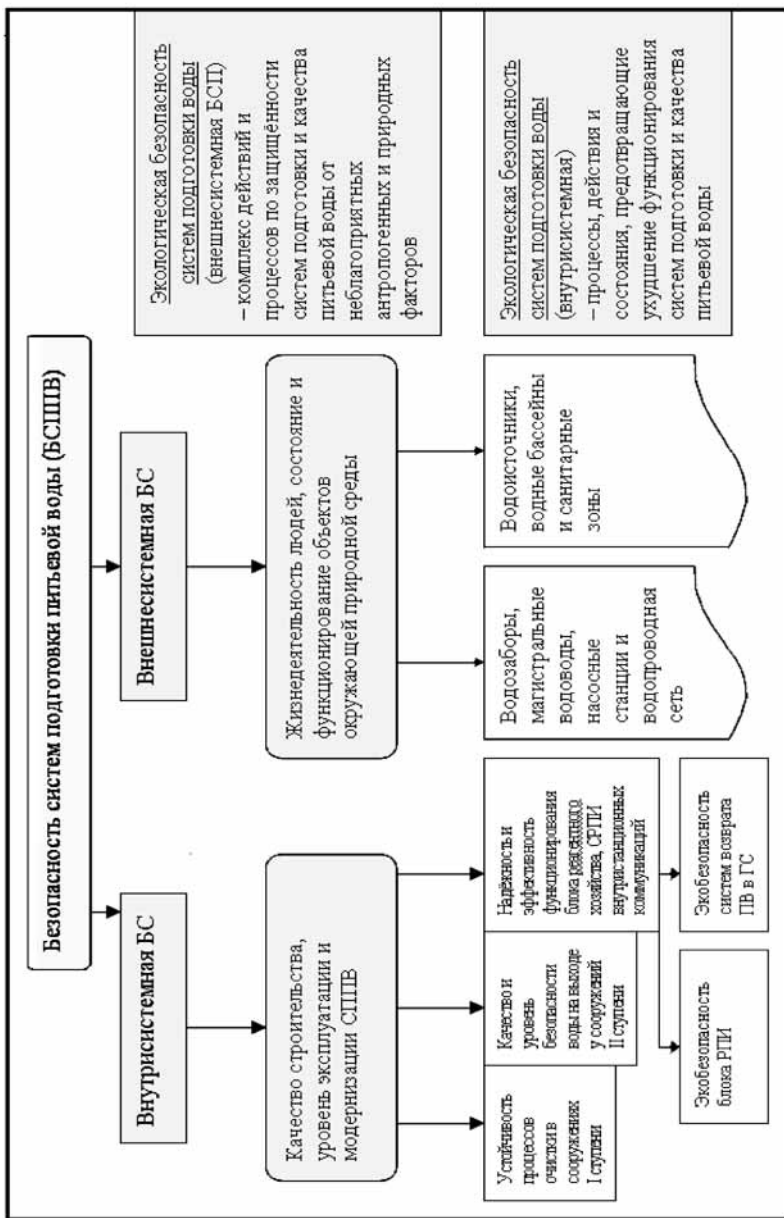 Безопасность систем подготовки питьевой воды (БСППВ)
Внутрисистемная БС
Внешнесистемная БС
Экологическая безопасность
систем подготовки воды
(внешнесистемная БСП)
– комплекс действий и
процессов по защищённости
систем подготовки и качества
питьевой воды от
неблагоприятных
антропогенных и природных
факторов
Качество строительства,
уровень эксплуатации и
модернизации СППВ
Жизнедеятельность людей, состояние и
функционирование объектов
окружающей природной среды
Устойчивость
процессов
очистки в
сооружениях
I ступени
Качество и
уровень
безопасности
воды на выходе
у сооружений
II ступени
Надёжность и
эффективность
функционирования
блока реагентного
хозяйства, СРПИ
внутристанционных
коммуникаций
Водозаборы,
магистральные
водоводы,
насосные
станции и
водопроводная
сеть
Водоисточники,
водные бассейны
и санитарные
зоны
Экологическая безопасность
систем подготовки воды
(внутрисистемная)
– процессы, действия и
состояния, предотвращающие
ухудшение функционирования
систем подготовки и качества
питьевой воды
Экобезопасность
блока РПИ
Экобезопасность
систем возврата
ПВ в ГС